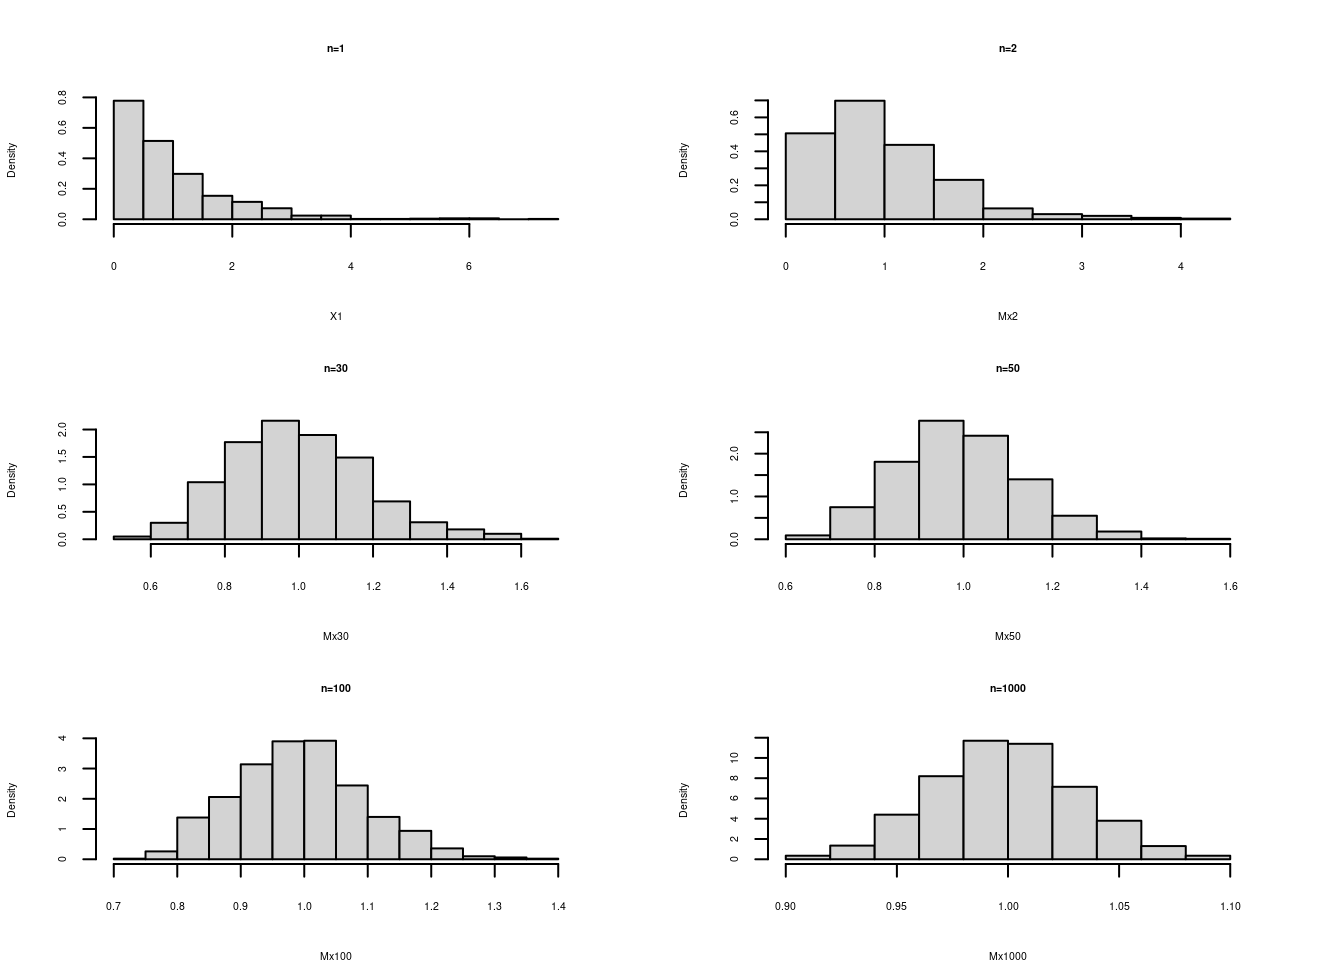 n=1
Density
0.0 0.2 0.4 0.6 0.8
0 2 4 6
X1
n=2
Density
0.0 0.2 0.4 0.6
0 1 2 3 4
Mx2
n=30
Density
0.0 0.5 1.0 1.5 2.0
0.6 0.8 1.0 1.2 1.4 1.6
Mx30
n=50
Density
0.0 1.0 2.0
0.6 0.8 1.0 1.2 1.4 1.6
Mx50
n=100
Density
0 1 2 3 4
0.7 0.8 0.9 1.0 1.1 1.2 1.3 1.4
Mx100
n=1000
Density
0 2 4 6 8 10
0.90 0.95 1.00 1.05 1.10
Mx1000